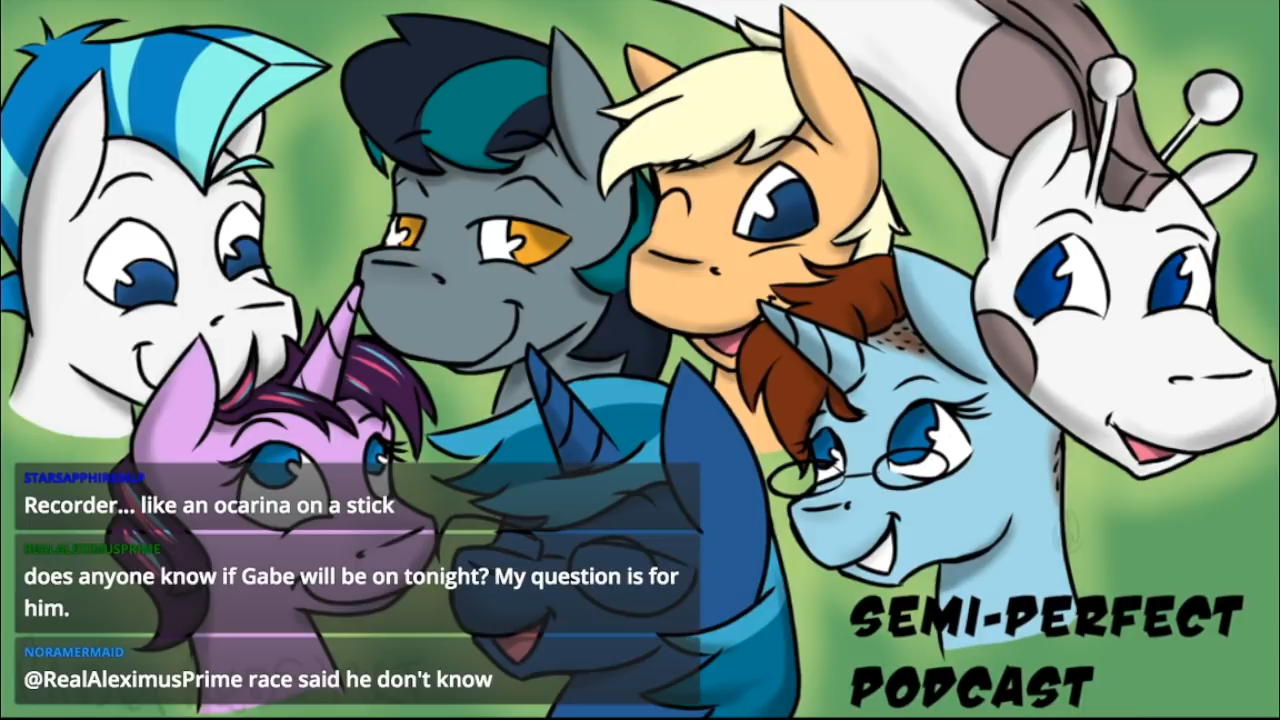 STARSAPPHIREMLP
Recorder... like an ocarina on a stick
REALALEXIMUSPRIME
does anyone know if Gabe will be on tonight? My question is for
him.
NORAMERMAID
@RealAleximusPrime race said he don't know
SEMI-PERFECT
PODCAST